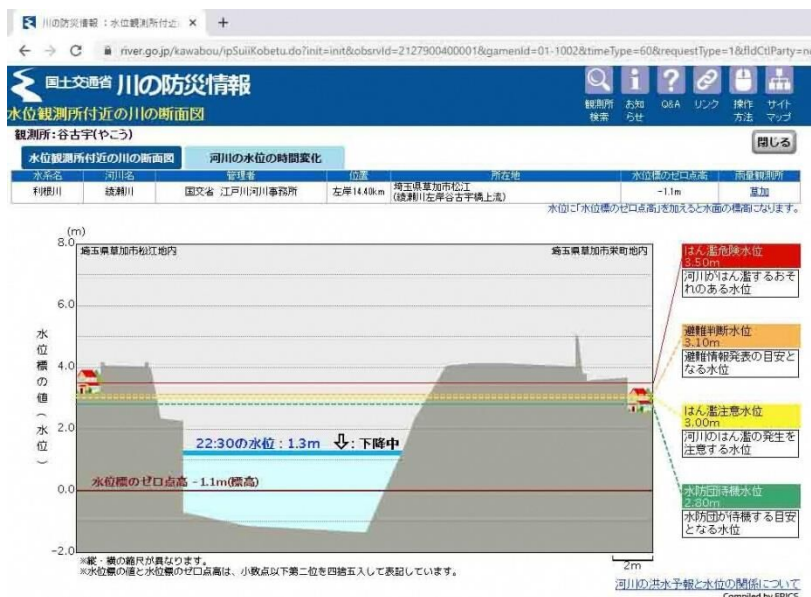 川の防災情報：水位観測所付近
river.go.jp/kawabou/ipSuiiKobetu.do?init=init&obsrvId=2127900400001&gamenId=01-1002&timeType=60&requestType=1&fldCtlParty=no
国土交通省 川の防災情報
水位観測所付近の川の断面図
観測所検索
お知らせ
Q&A
リンク
操作方法
サイトマップ
観測所：谷古宇(やこう)
閉じる
水位観測所付近の川の断面図 河川の水位の時間変化
水系名 河川名 管理者 位置 所在地 水位標のゼロ点高 雨量観測所
利根川 綾瀬川 国交省 江戸川河川事務所 左岸14.40km 埼玉県草加市松江 -1.1m 草加
(綾瀬川左岸谷古宇橋上流)
水位に「水位標のゼロ点高」を加えると水面の標高になります。
(m)
8.0
埼玉県草加市松江地内 埼玉県草加市栄町地内
6.0
4.0
2.0
0.0
-2.0
水位標の値（水位）
22:30の水位：1.3m ⇩：下降中
水位標のゼロ点高 -1.1m(標高)
はん濫危険水位
3.50m
河川がはん濫するおそ
れのある水位
避難判断水位
3.10m
避難情報発表の目安と
なる水位
はん濫注意水位
3.00m
河川のはん濫の発生を
注意する水位
水防団待機水位
2.80m
水防団が待機する目安
となる水位
※縦・横の縮尺が異なります。
※水位標の値と水位標のゼロ点高は、小数点以下第二位を四捨五入して表記しています。
2m
河川の洪水予報と水位の関係について
Compiled by FRICS